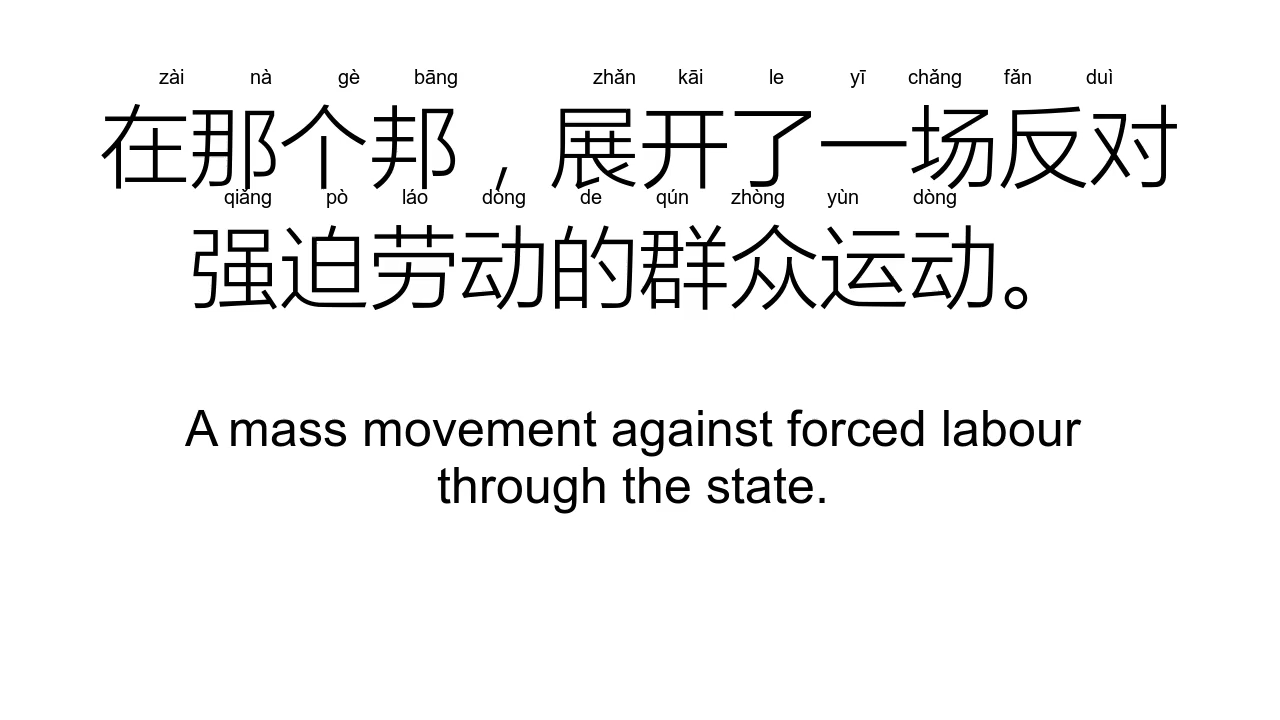 zài nà gè bāng zhǎn kāi le yī chǎng fǎn duì
在那个邦，展开了一场反对
qiǎng pò láo dòng de qún zhòng yùn dòng
强迫劳动的群众运动。
A mass movement against forced labour
through the state.